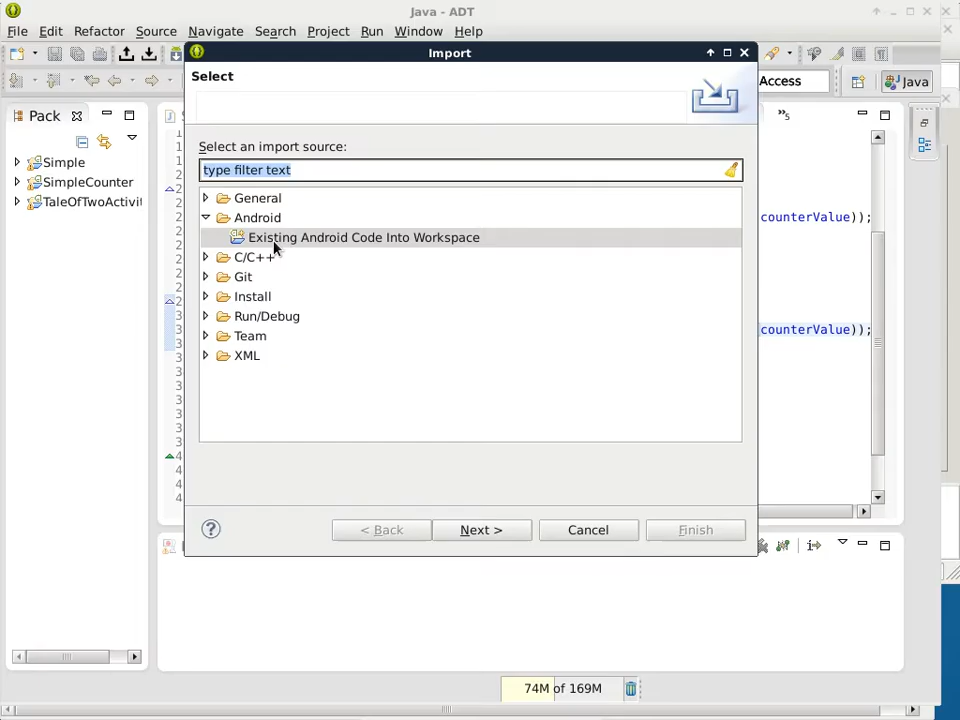 Java - ADT
File Edit Refactor Source Navigate Search Project Run Window Help
Import
Select
Access
Java
Pack
Select an import source:
type filter text
Simple
SimpleCounter
TaleOfTwoActivit
General
Android
Existing Android Code Into Workspace
C/C++
Git
Install
Run/Debug
Team
XML
counterValue));
counterValue));
< Back
Next >
Cancel
Finish
74M of 169M